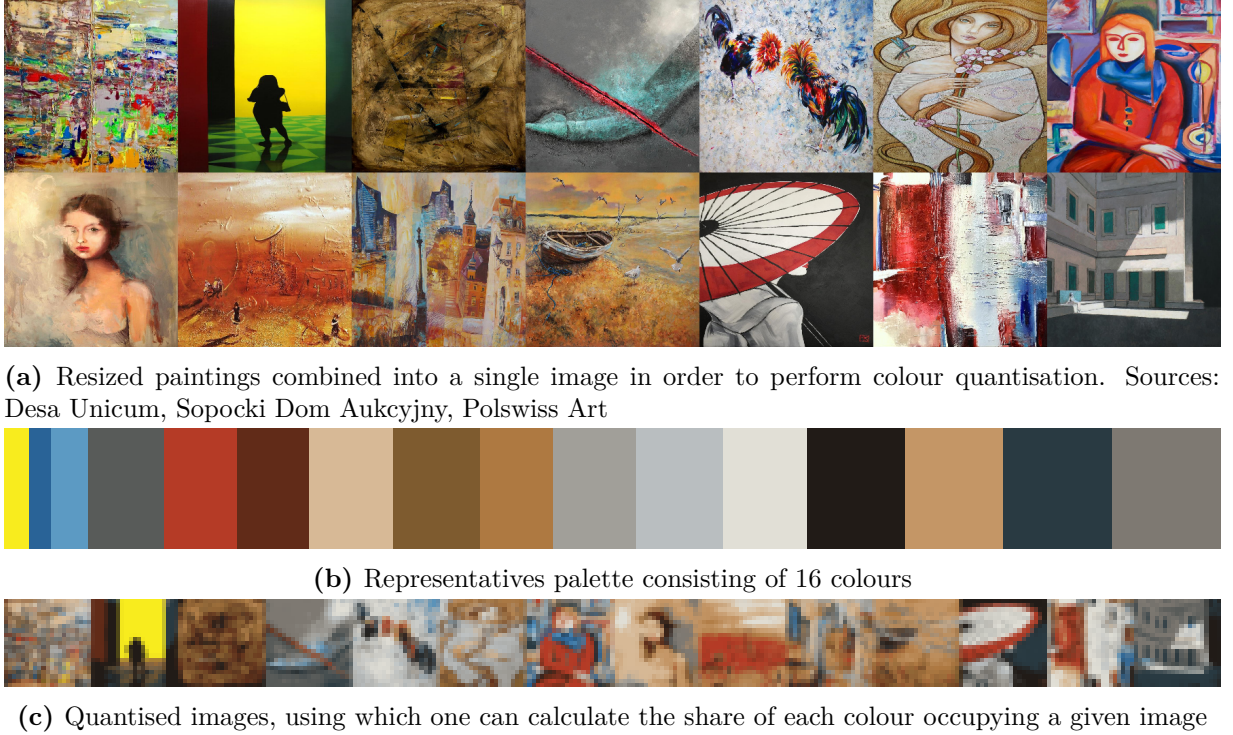 (a) Resized paintings combined into a single image in order to perform colour quantisation. Sources:
Desa Unicum, Sopocki Dom Aukcyjny, Polswiss Art
(b) Representatives palette consisting of 16 colours
(c) Quantised images, using which one can calculate the share of each colour occupying a given image